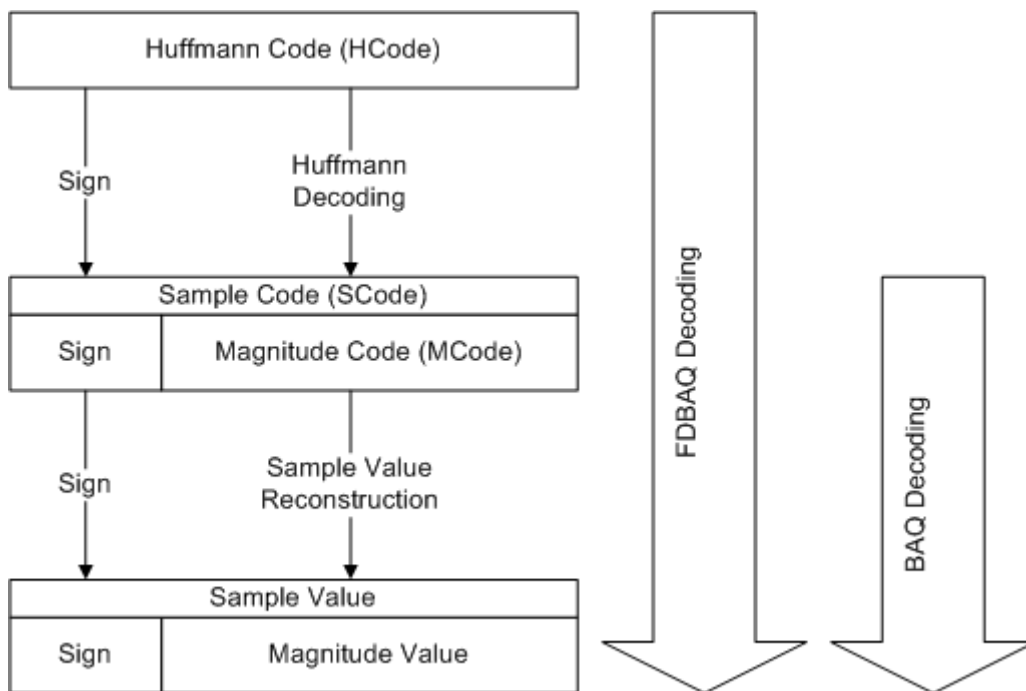 Huffmann Code (HCode)
Sign
Huffmann
Decoding
Sample Code (SCode)
Sign
Magnitude Code (MCode)
Sign
Sample Value
Reconstruction
Sample Value
Sign
Magnitude Value
FDBAQ Decoding
BAQ Decoding